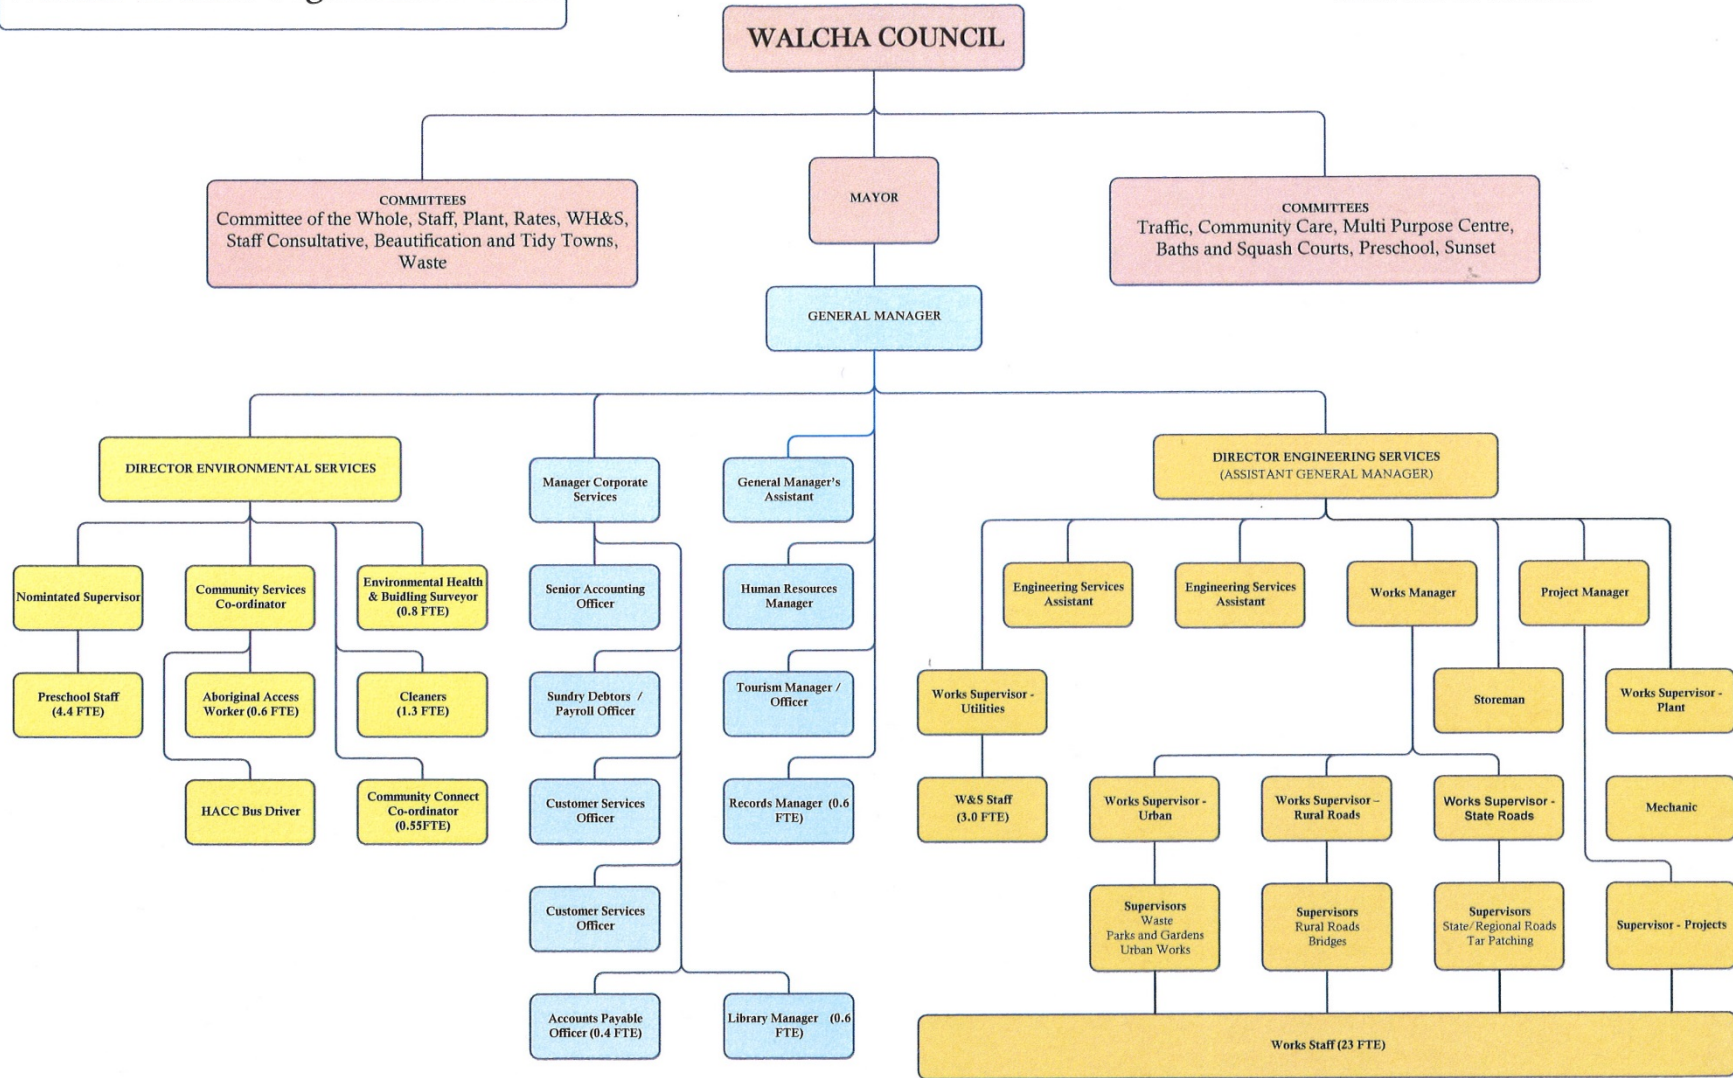 WALCHA COUNCIL
COMMITTEES
Committee of the Whole, Staff, Plant, Rates, WH&S,
Staff Consultative, Beautification and Tidy Towns,
Waste
MAYOR
COMMITTEES
Traffic, Community Care, Multi Purpose Centre,
Baths and Squash Courts, Preschool, Sunset
GENERAL MANAGER
DIRECTOR ENVIRONMENTAL SERVICES
Manager Corporate
Services
General Manager's
Assistant
DIRECTOR ENGINEERING SERVICES
(ASSISTANT GENERAL MANAGER)
Nomintated Supervisor
Community Services
Co-ordinator
Environmental Health
& Buidling Surveyor
(0.8 FTE)
Senior Accounting
Officer
Human Resources
Manager
Engineering Services
Assistant
Engineering Services
Assistant
Works Manager
Project Manager
Preschool Staff
(4.4 FTE)
Aboriginal Access
Worker (0.6 FTE)
Cleaners
(1.3 FTE)
Sundry Debtors /
Payroll Officer
Tourism Manager /
Officer
Works Supervisor -
Utilities
Storeman
Works Supervisor -
Plant
HACC Bus Driver
Community Connect
Co-ordinator
(0.55FTE)
Customer Services
Officer
Records Manager (0.6
FTE)
W&S Staff
(3.0 FTE)
Works Supervisor -
Urban
Works Supervisor –
Rural Roads
Works Supervisor -
State Roads
Mechanic
Customer Services
Officer
Supervisors
Waste
Parks and Gardens
Urban Works
Supervisors
Rural Roads
Bridges
Supervisors
State/Regional Roads
Tar Patching
Supervisor - Projects
Accounts Payable
Officer (0.4 FTE)
Library Manager (0.6
FTE)
Works Staff (23 FTE)